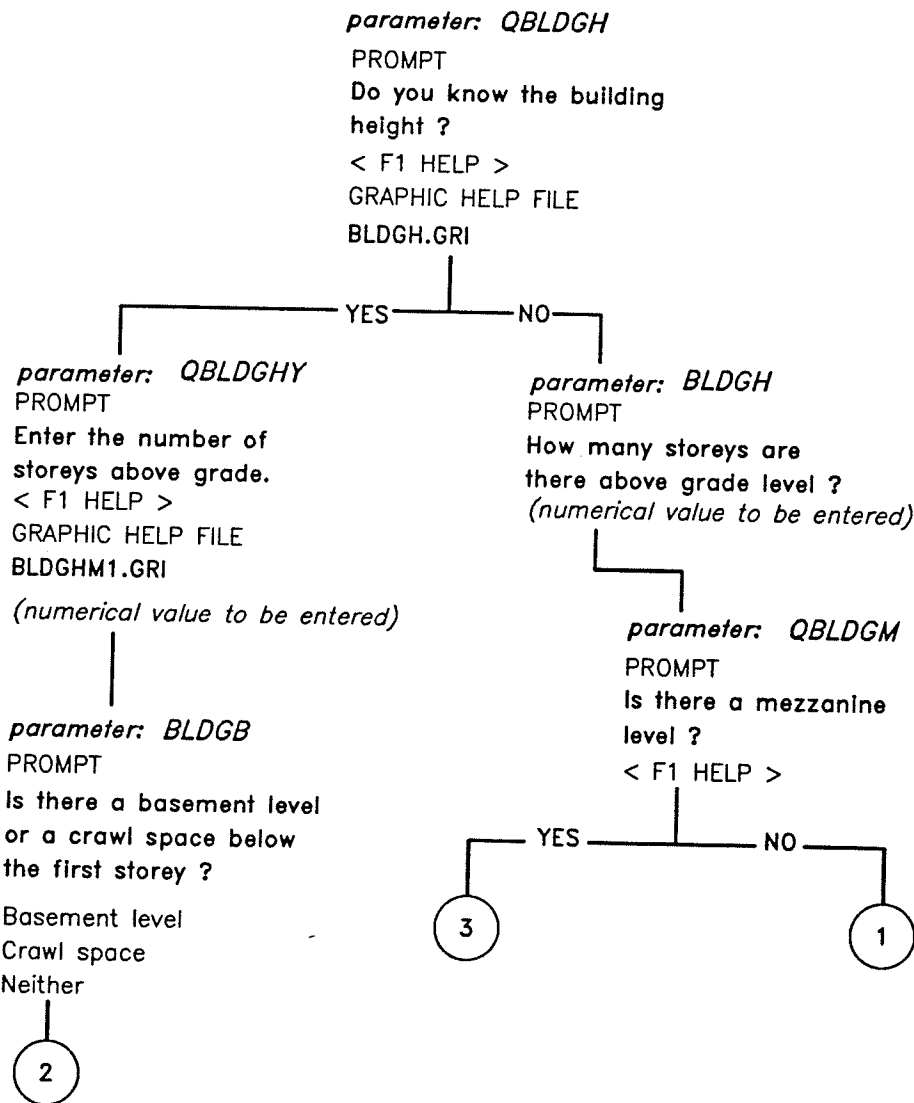 parameter: QBLDGH
PROMPT
Do you know the building
height ?
< F1 HELP >
GRAPHIC HELP FILE
BLDGH.GRI
YES
NO
parameter: QBLDGHY
PROMPT
Enter the number of
storeys above grade.
< F1 HELP >
GRAPHIC HELP FILE
BLDGHM1.GRI
(numerical value to be entered)
parameter: BLDGB
PROMPT
Is there a basement level
or a crawl space below
the first storey ?
Basement level
Crawl space
Neither
2
parameter: BLDGH
PROMPT
How many storeys are
there above grade level ?
(numerical value to be entered)
parameter: QBLDGM
PROMPT
Is there a mezzanine
level ?
< F1 HELP >
YES
NO
3
1